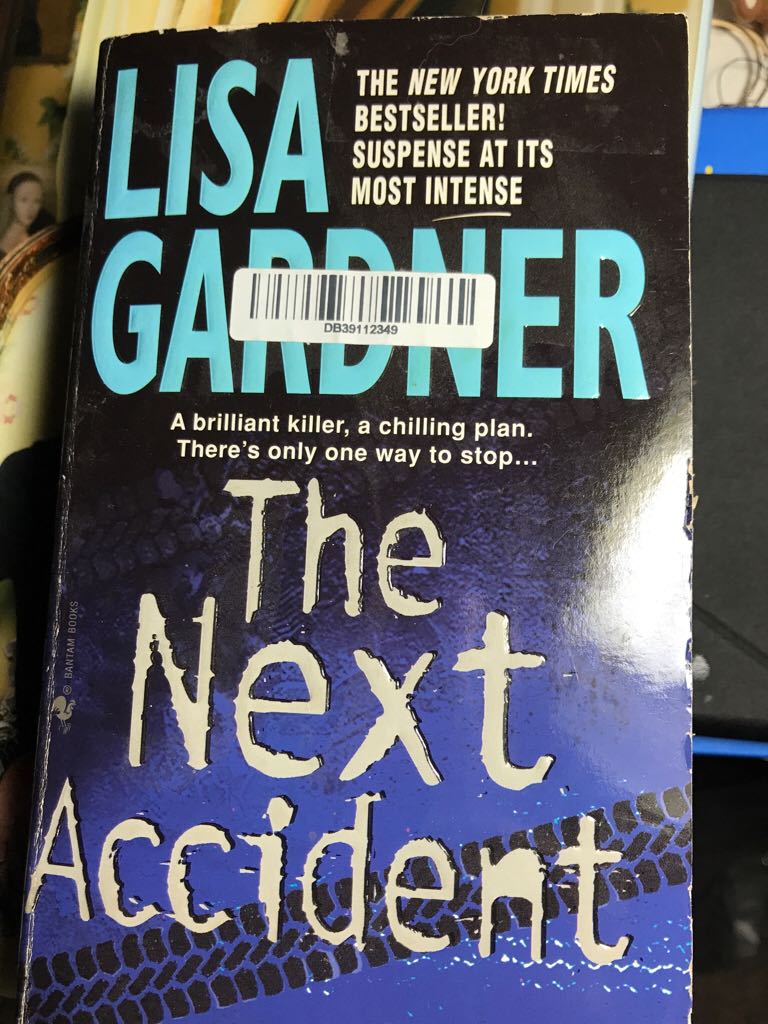 LISA
GARDNER
THE NEW YORK TIMES
BESTSELLER!
SUSPENSE AT ITS
MOST INTENSE
DB39112349
A brilliant killer, a chilling plan.
There's only one way to stop...
The
Next
Accident
® BANTAM BOOKS